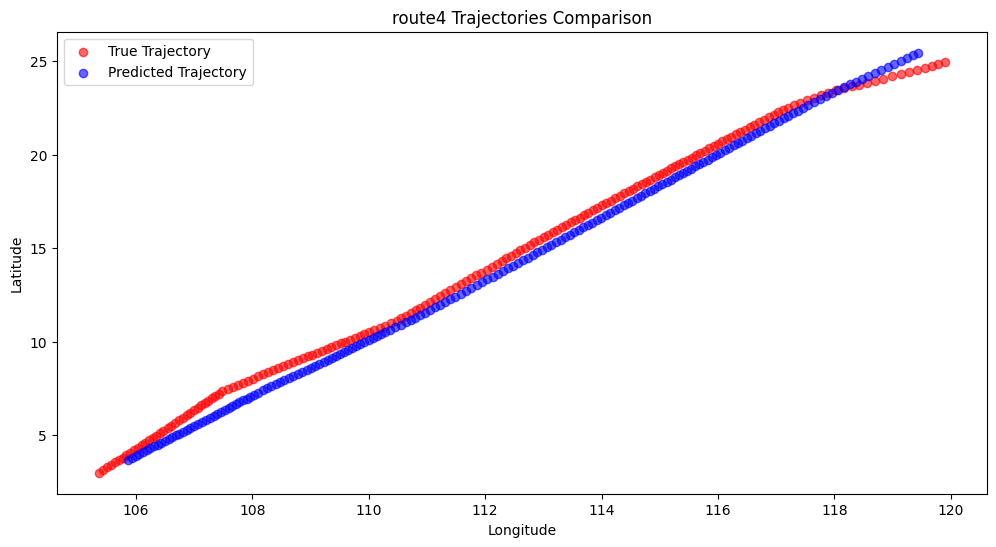 route4 Trajectories Comparison
True Trajectory
Predicted Trajectory
25
20
15
10
5
Latitude
106 108 110 112 114 116 118 120
Longitude